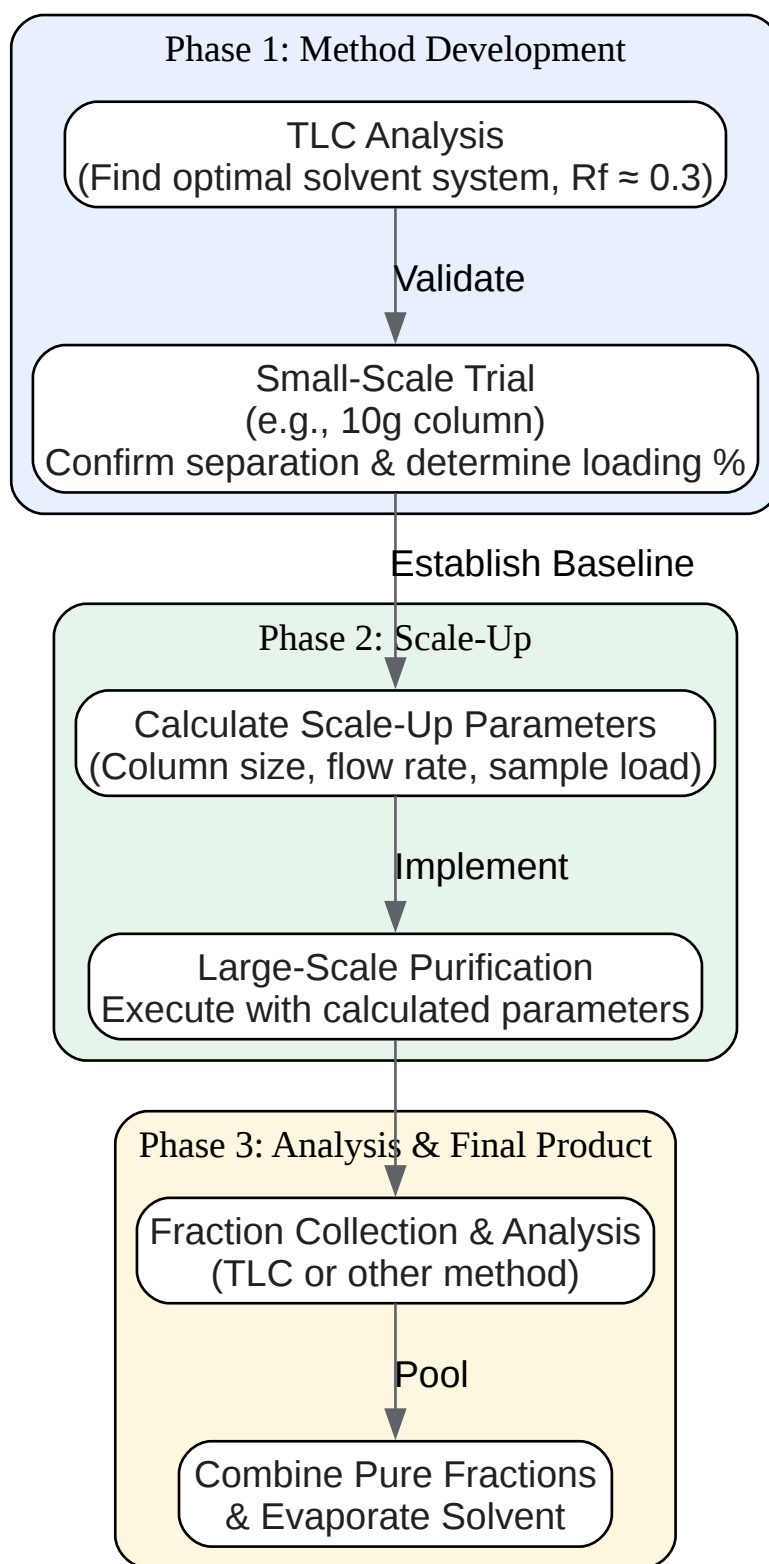 Phase 1: Method Development
TLC Analysis
(Find optimal solvent system, Rf ≈ 0.3)
Validate
Small-Scale Trial
(e.g., 10g column)
Confirm separation & determine loading %
Establish Baseline
Phase 2: Scale-Up
Calculate Scale-Up Parameters
(Column size, flow rate, sample load)
Implement
Large-Scale Purification
Execute with calculated parameters
Phase 3: Analysis & Final Product
Fraction Collection & Analysis
(TLC or other method)
Pool
Combine Pure Fractions
& Evaporate Solvent